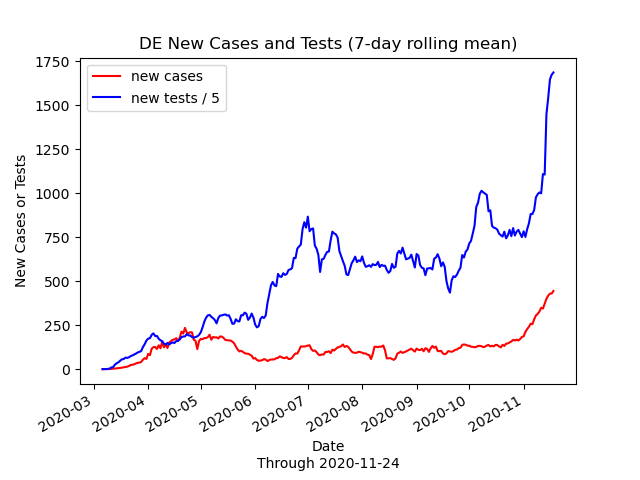 DE New Cases and Tests (7-day rolling mean)
new cases
new tests / 5
New Cases or Tests
1750
1500
1250
1000
750
500
250
0
2020-03
2020-04
2020-05
2020-06
2020-07
2020-08
2020-09
2020-10
2020-11
Date
Through 2020-11-24